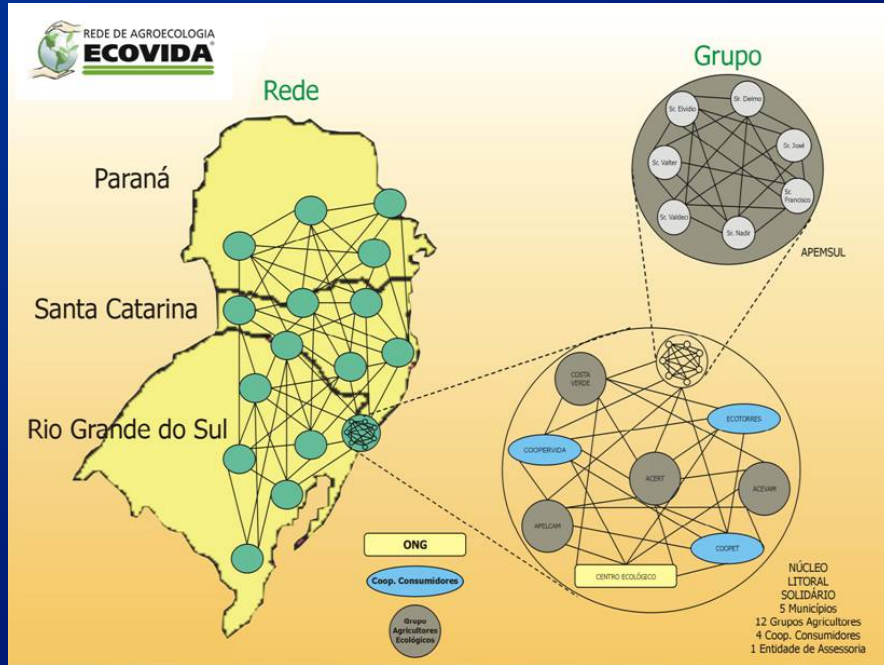 REDE DE AGROECOLOGIA
ECOVIDA
Rede
Paraná
Santa Catarina
Rio Grande do Sul
Grupo
Sr. Delmo
Sr. Elvidio
Sr. José
Sr. Valter
Sr.
Francisco
Sr. Valdeci
Sr. Nadir
APEMSUL
COSTA
VERDE
ECOTORRES
COOPERVIDA
ACERT
ACEVAM
APELCAM
COOPET
CENTRO ECOLÓGICO
ONG
Coop. Consumidores
Grupo
Agricultores
Ecológicos
NÚCLEO
LITORAL
SOLIDÁRIO
5 Municípios
12 Grupos Agricultores
4 Coop. Consumidores
1 Entidade de Assessoria